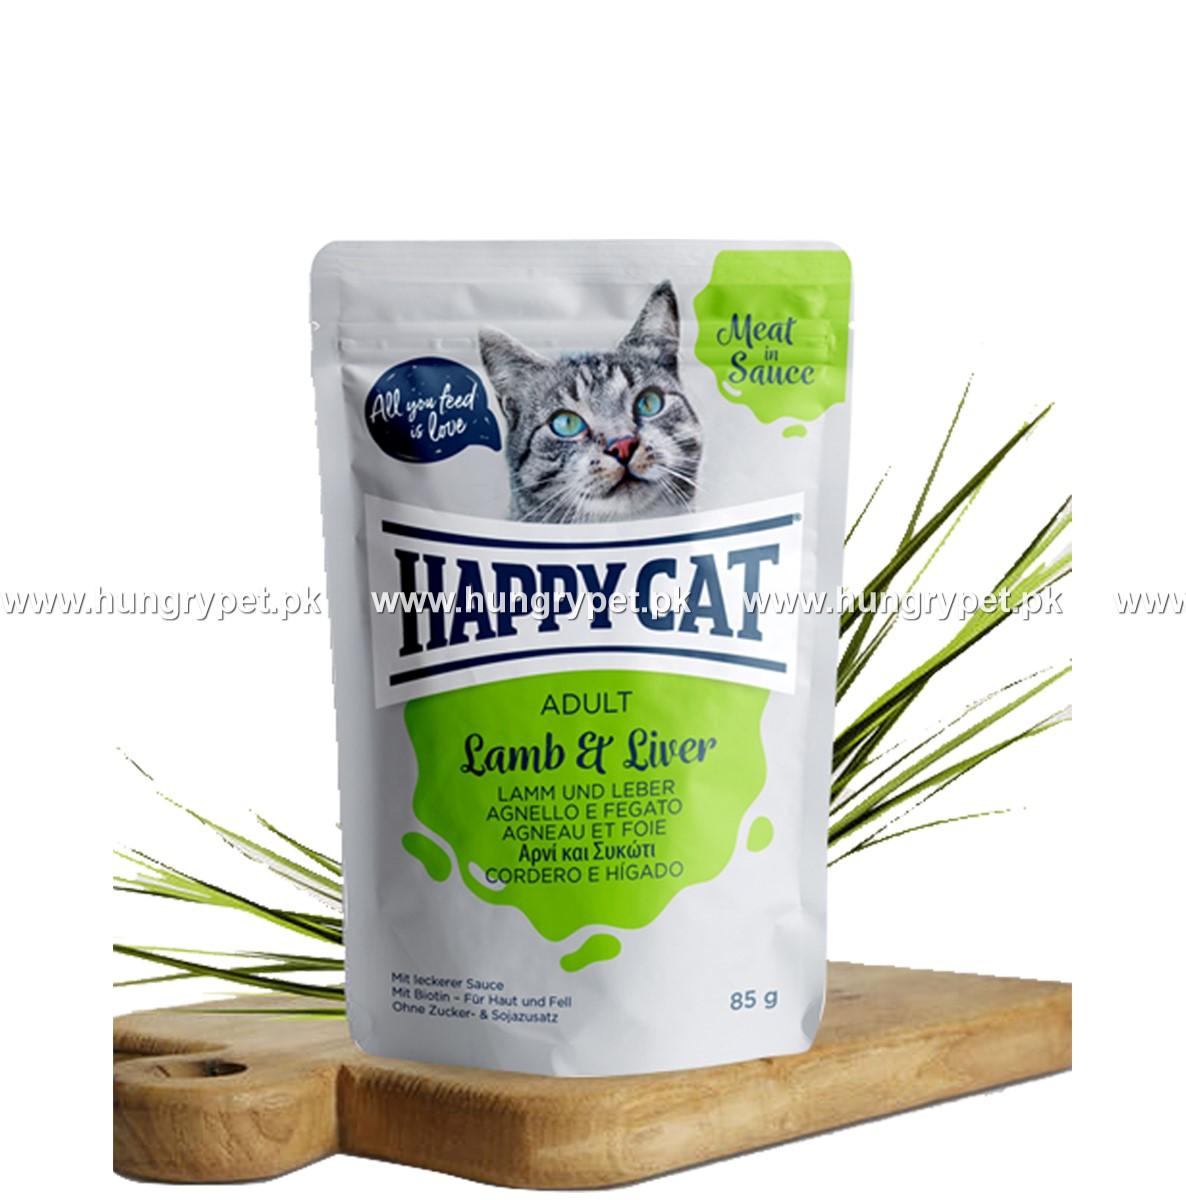 Meat
in
Sauce
All you feed
is love
HAPPY CAT®
www.hungrypet.pk www.hungrypet.pk www.hungrypet.pk ww
ADULT
Lamb & Liver
LAMM UND LEBER
AGNELLO E FEGATO
AGNEAU ET FOIE
Αρνί και Συκώτι
CORDERO E HÍGADO
Mit leckerer Sauce
Mit Biotin – Für Haut und Fell
Ohne Zucker- & Sojazusatz
85 g